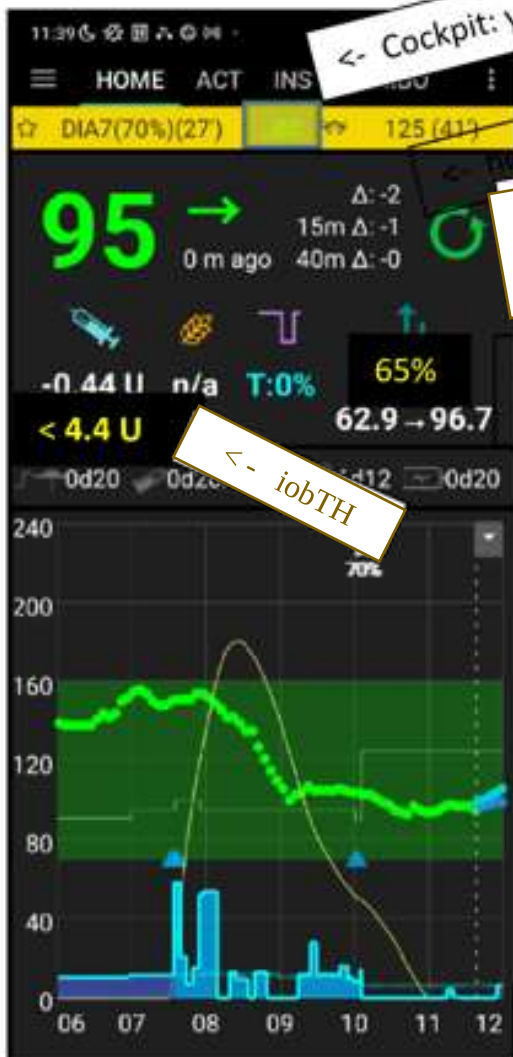 11:39
<- Cockpit:
HOME ACT INS
DIA7(70%)(27') 125 (41')
95
Δ: -2
15m Δ: -1
0 m ago 40m Δ: -0
-0.44 U n/a T:0% 65%
< 4.4 U 62.9→96.7
<- iobTH
0d20 d12 0d20
240
70%
200
160
120
80
40
0
06 07 08 09 10 11 12